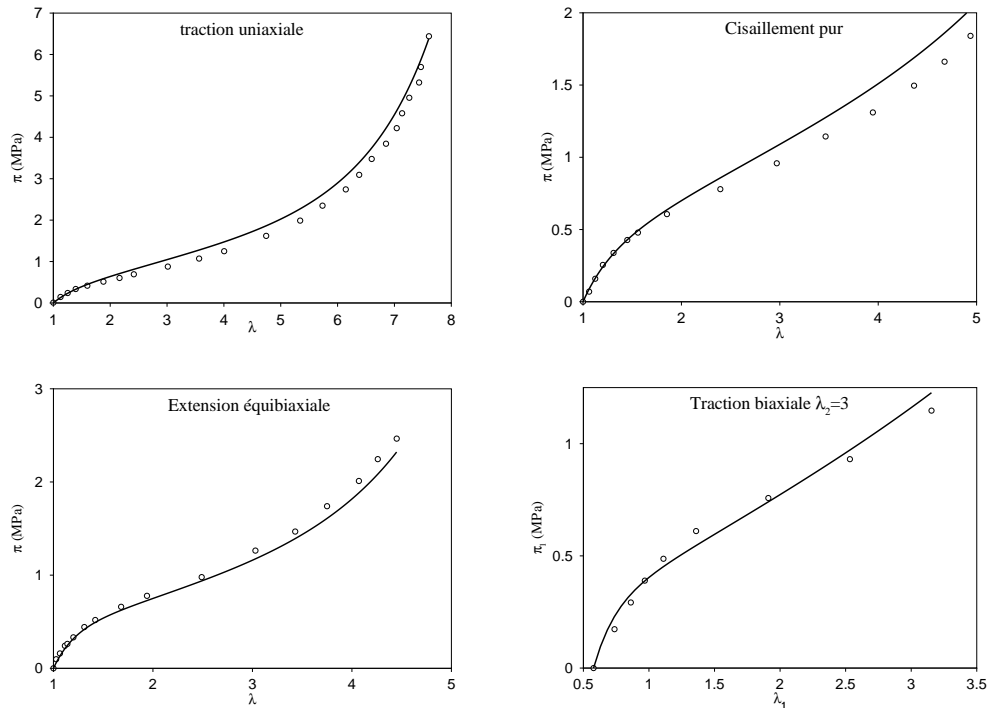 traction uniaxiale
π (MPa)
7
6
5
4
3
2
1
0
1 2 3 4 5 6 7 8
λ
Cisaillement pur
π (MPa)
2
1.5
1
0.5
0
1 2 3 4 5
λ
Extension équibiaxiale
π (MPa)
3
2
1
0
1 2 3 4 5
λ
Traction biaxiale λ₂=3
π₁ (MPa)
1
0.5
0
0.5 1 1.5 2 2.5 3 3.5
λ₁